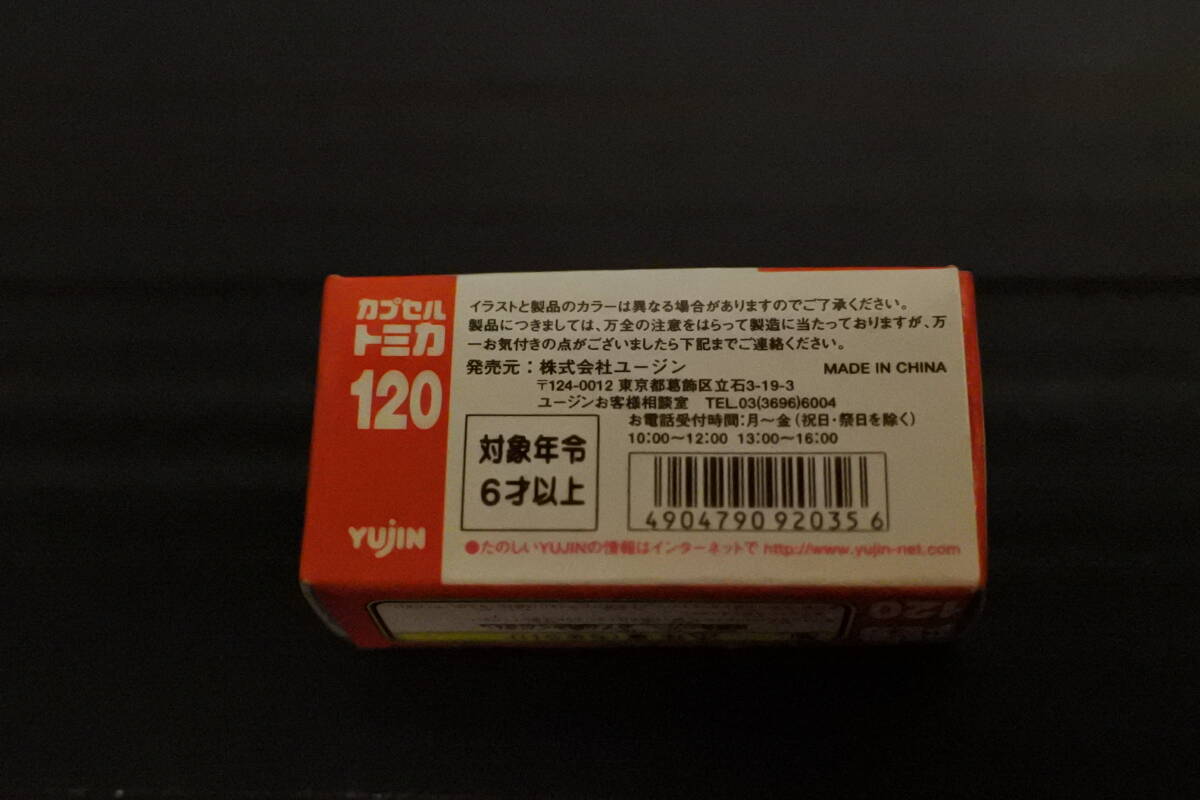 カプセル
トミカ
120
YUJIN
イラストと製品のカラーは異なる場合がありますのでご了承ください。
製品につきましては、万全の注意をはらって製造に当たっておりますが、万
一お気付きの点がございましたら下記までご連絡ください。
発売元：株式会社ユージン MADE IN CHINA
〒124-0012 東京都葛飾区立石3-19-3
ユージンお客様相談室 TEL.03(3696)6004
お電話受付時間：月〜金（祝日・祭日を除く）
10:00〜12:00 13:00〜16:00
対象年令
6才以上
4904790920356
●たのしいYUJINの情報はインターネットで http://www.yujin-net.com
120